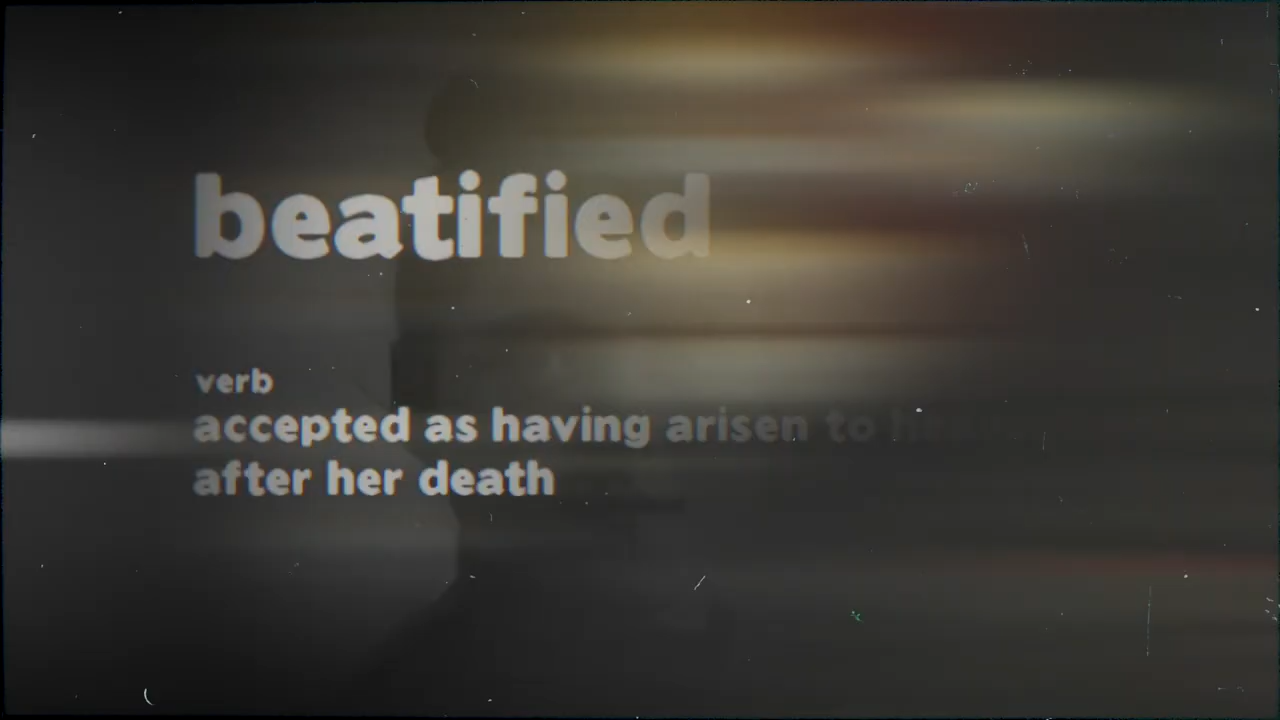 beatified
verb
accepted as having arisen to
after her death